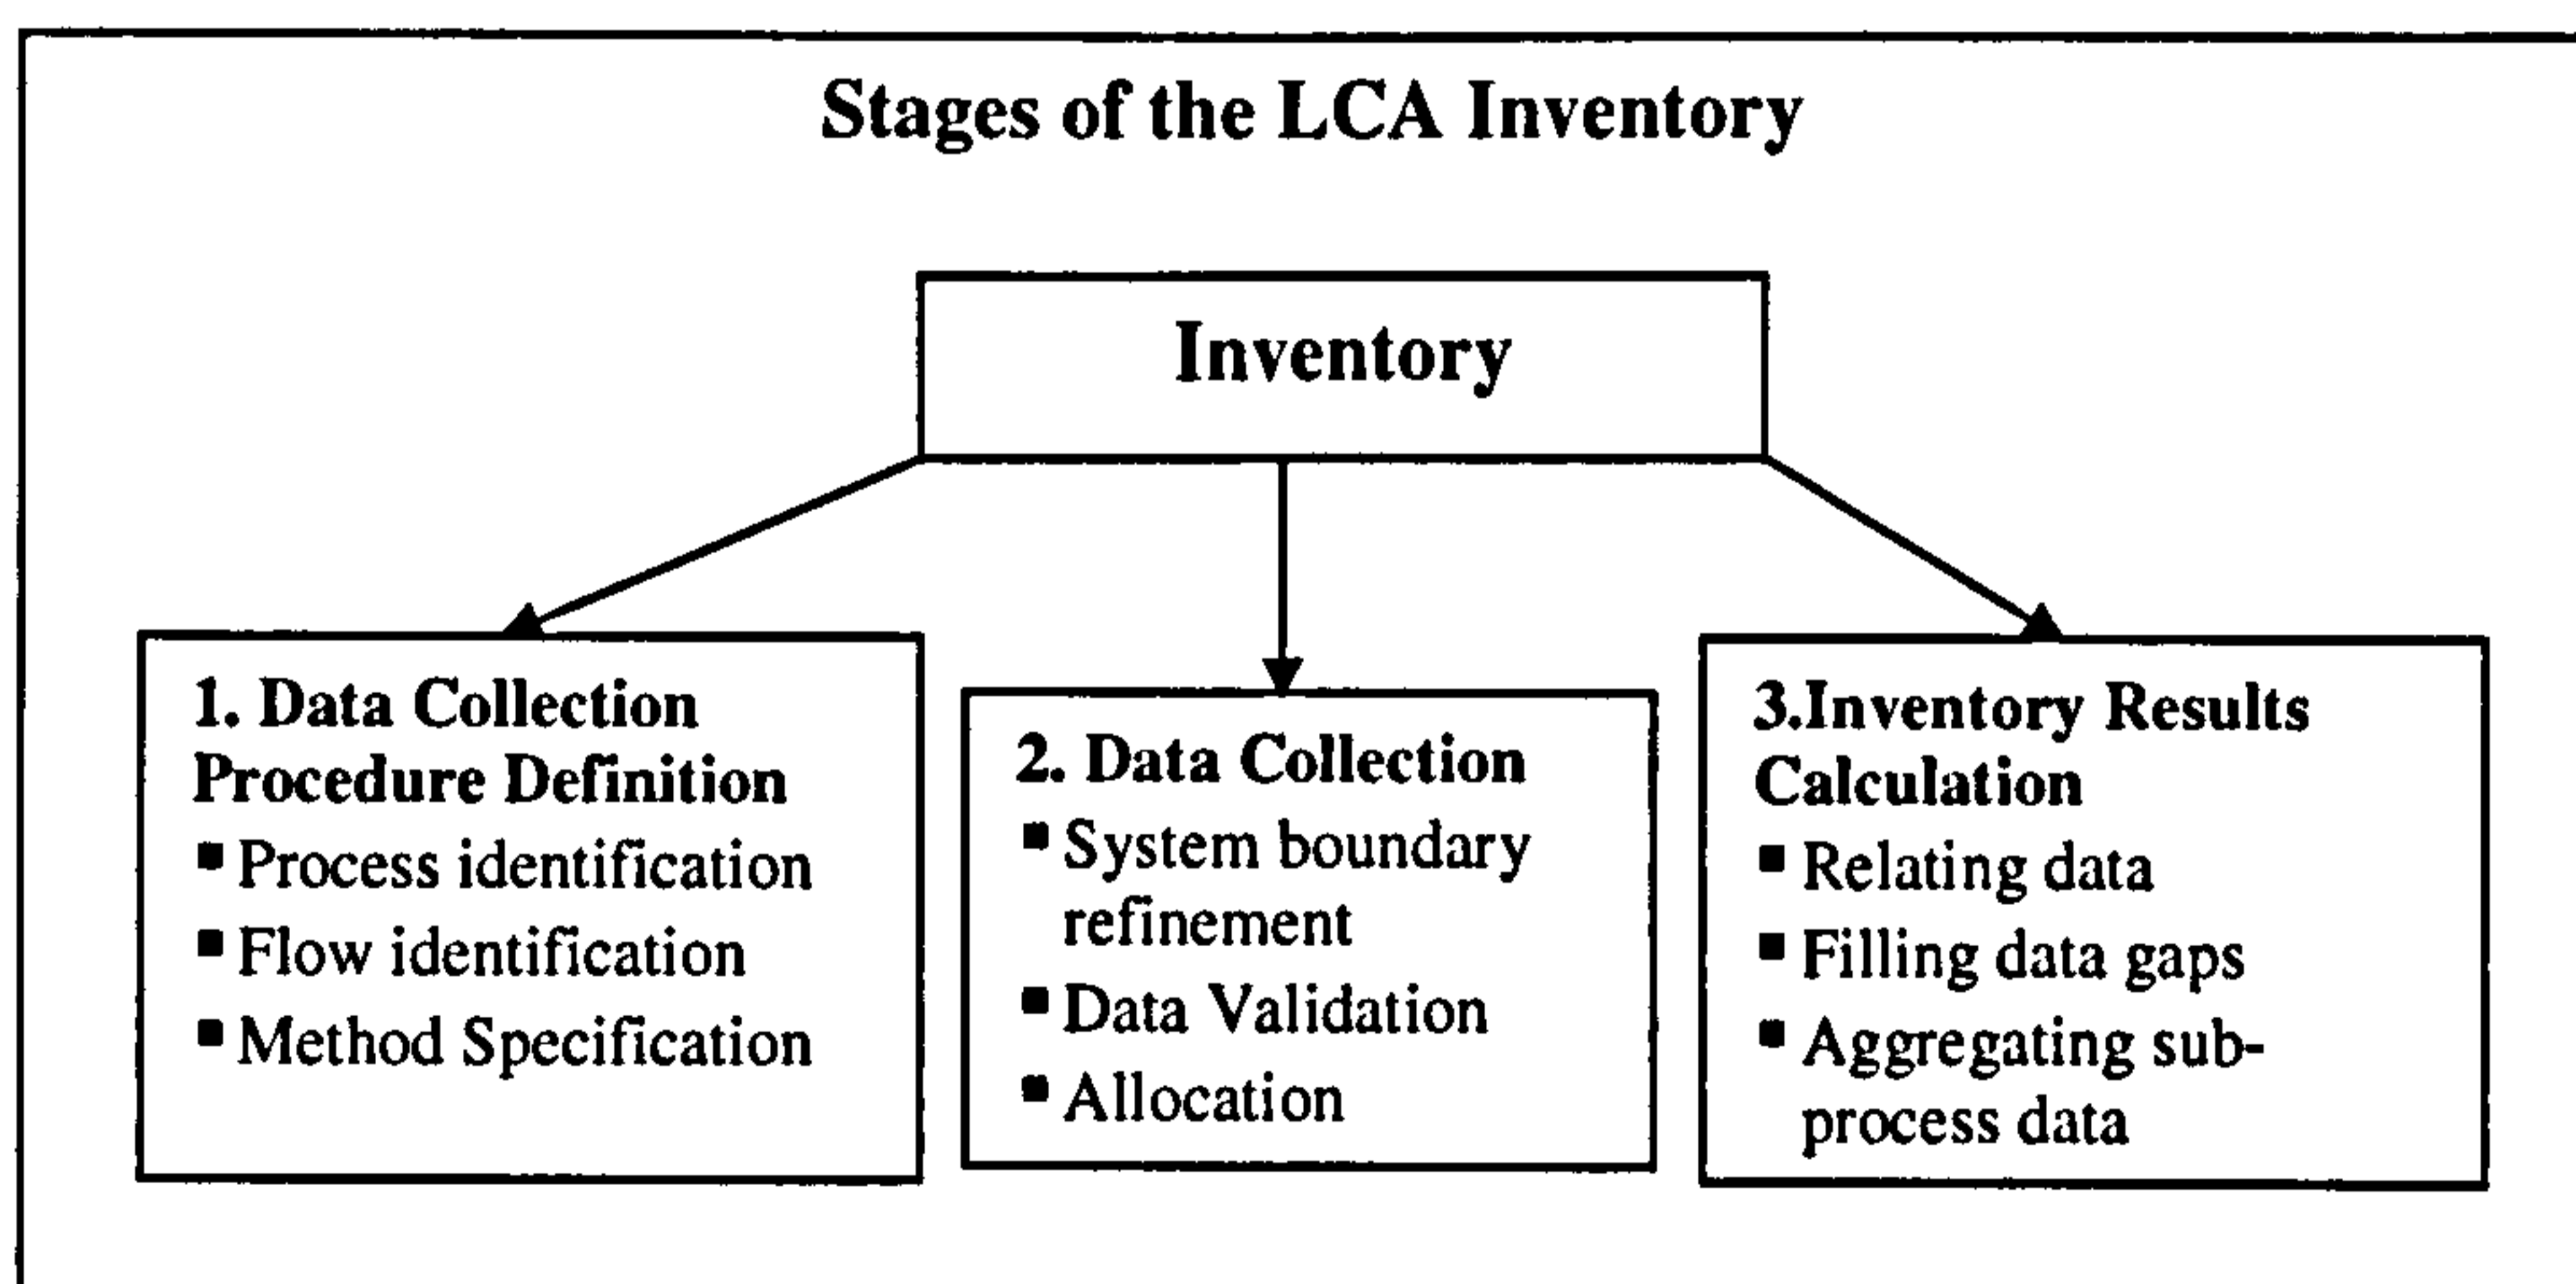 Stages of the LCA Inventory
Inventory
1. Data Collection
Procedure Definition
▪ Process identification
▪ Flow identification
▪ Method Specification
2. Data Collection
▪ System boundary
refinement
▪ Data Validation
▪ Allocation
3.Inventory Results
Calculation
▪ Relating data
▪ Filling data gaps
▪ Aggregating sub-
process data